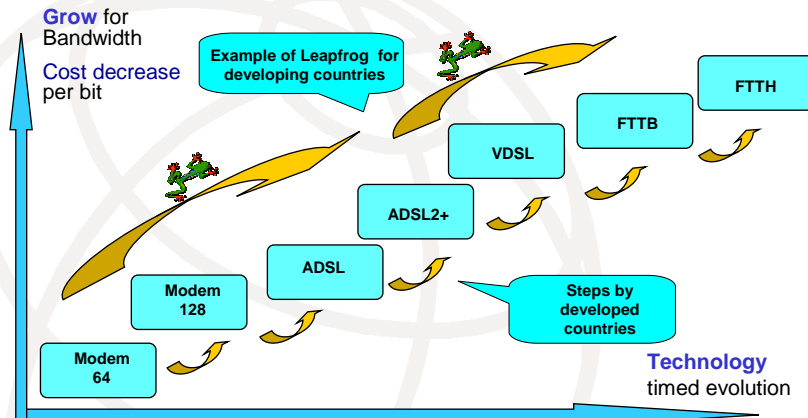 Grow for
Bandwidth
Cost decrease
per bit
Example of Leapfrog for
developing countries
FTTH
FTTB
VDSL
ADSL2+
ADSL
Modem
128
Modem
64
Steps by
developed
countries
Technology
timed evolution